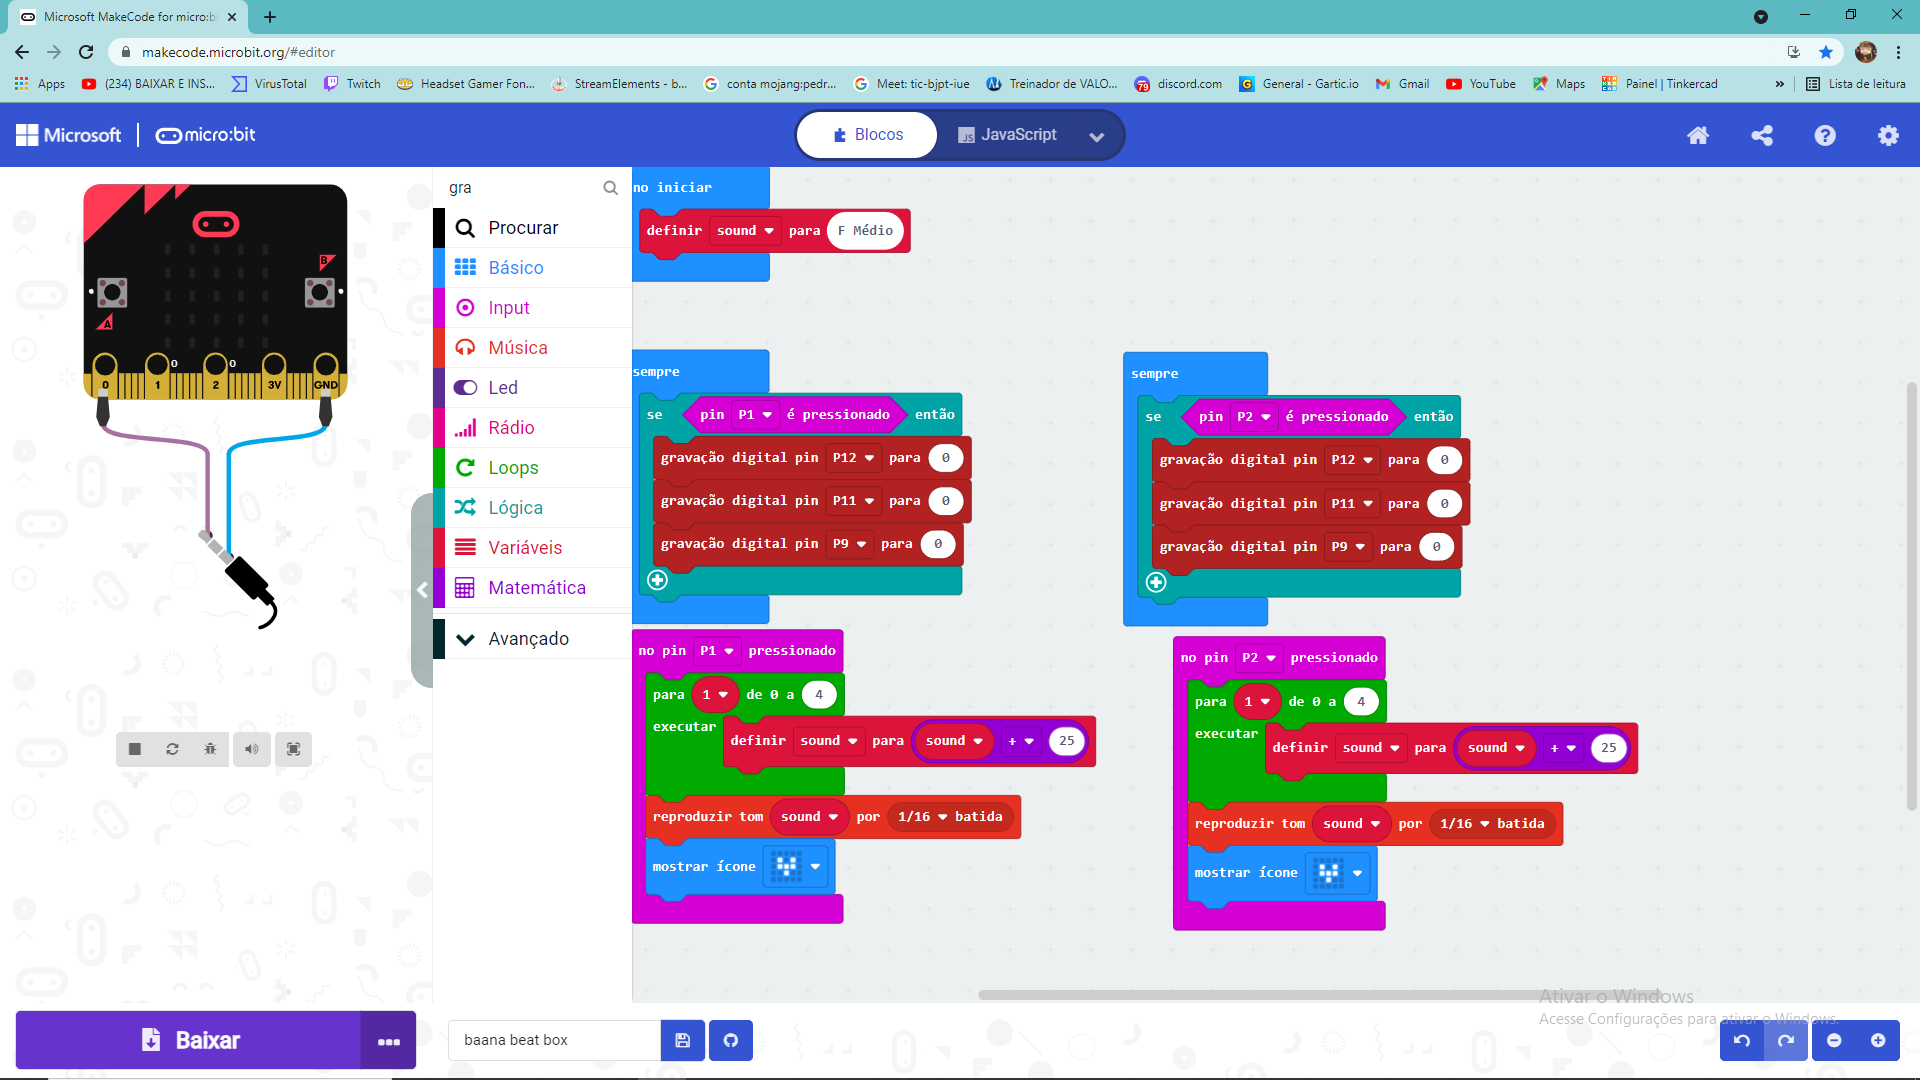 Microsoft MakeCode for micro:bi
makecode.microbit.org/#editor
Apps
(234) BAIXAR E INS...
VirusTotal
Twitch
Headset Gamer Fon...
StreamElements - b...
conta mojang:pedr...
Meet: tic-bjpt-iue
Treinador de VALO...
79
discord.com
General - Gartic.io
Gmail
YouTube
Maps
Painel | Tinkercad
»
Lista de leitura
Microsoft
micro:bit
Blocos
JS
JavaScript
B
A
0
0
0 1 2 3V GND
gra
Procurar
Básico
Input
Música
Led
Rádio
Loops
Lógica
Variáveis
Matemática
Avançado
no iniciar
definir sound para F Médio
sempre
se pin P1 é pressionado então
gravação digital pin P12 para 0
gravação digital pin P11 para 0
gravação digital pin P9 para 0
no pin P1 pressionado
para 1 de 0 a 4
executar
definir sound para sound + 25
reproduzir tom sound por 1/16 batida
mostrar ícone
sempre
se pin P2 é pressionado então
gravação digital pin P12 para 0
gravação digital pin P11 para 0
gravação digital pin P9 para 0
no pin P2 pressionado
para 1 de 0 a 4
executar
definir sound para sound + 25
reproduzir tom sound por 1/16 batida
mostrar ícone
Baixar
baana beat box
Ativar o Windows
Acesse Configurações para ativar o Windows.